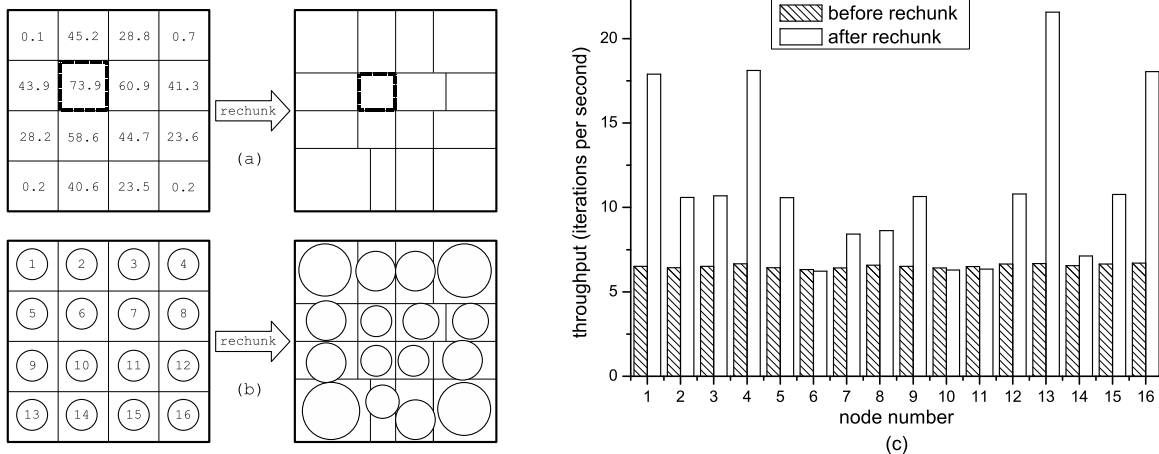 0.1 45.2 28.8 0.7
43.9 73.9 60.9 41.3
28.2 58.6 44.7 23.6
0.2 40.6 23.5 0.2
rechunk
(a)
1 2 3 4
5 6 7 8
9 10 11 12
13 14 15 16
rechunk
(b)
before rechunk
after rechunk
throughput (iterations per second)
20
15
10
5
0
1 2 3 4 5 6 7 8 9 10 11 12 13 14 15 16
node number
(c)